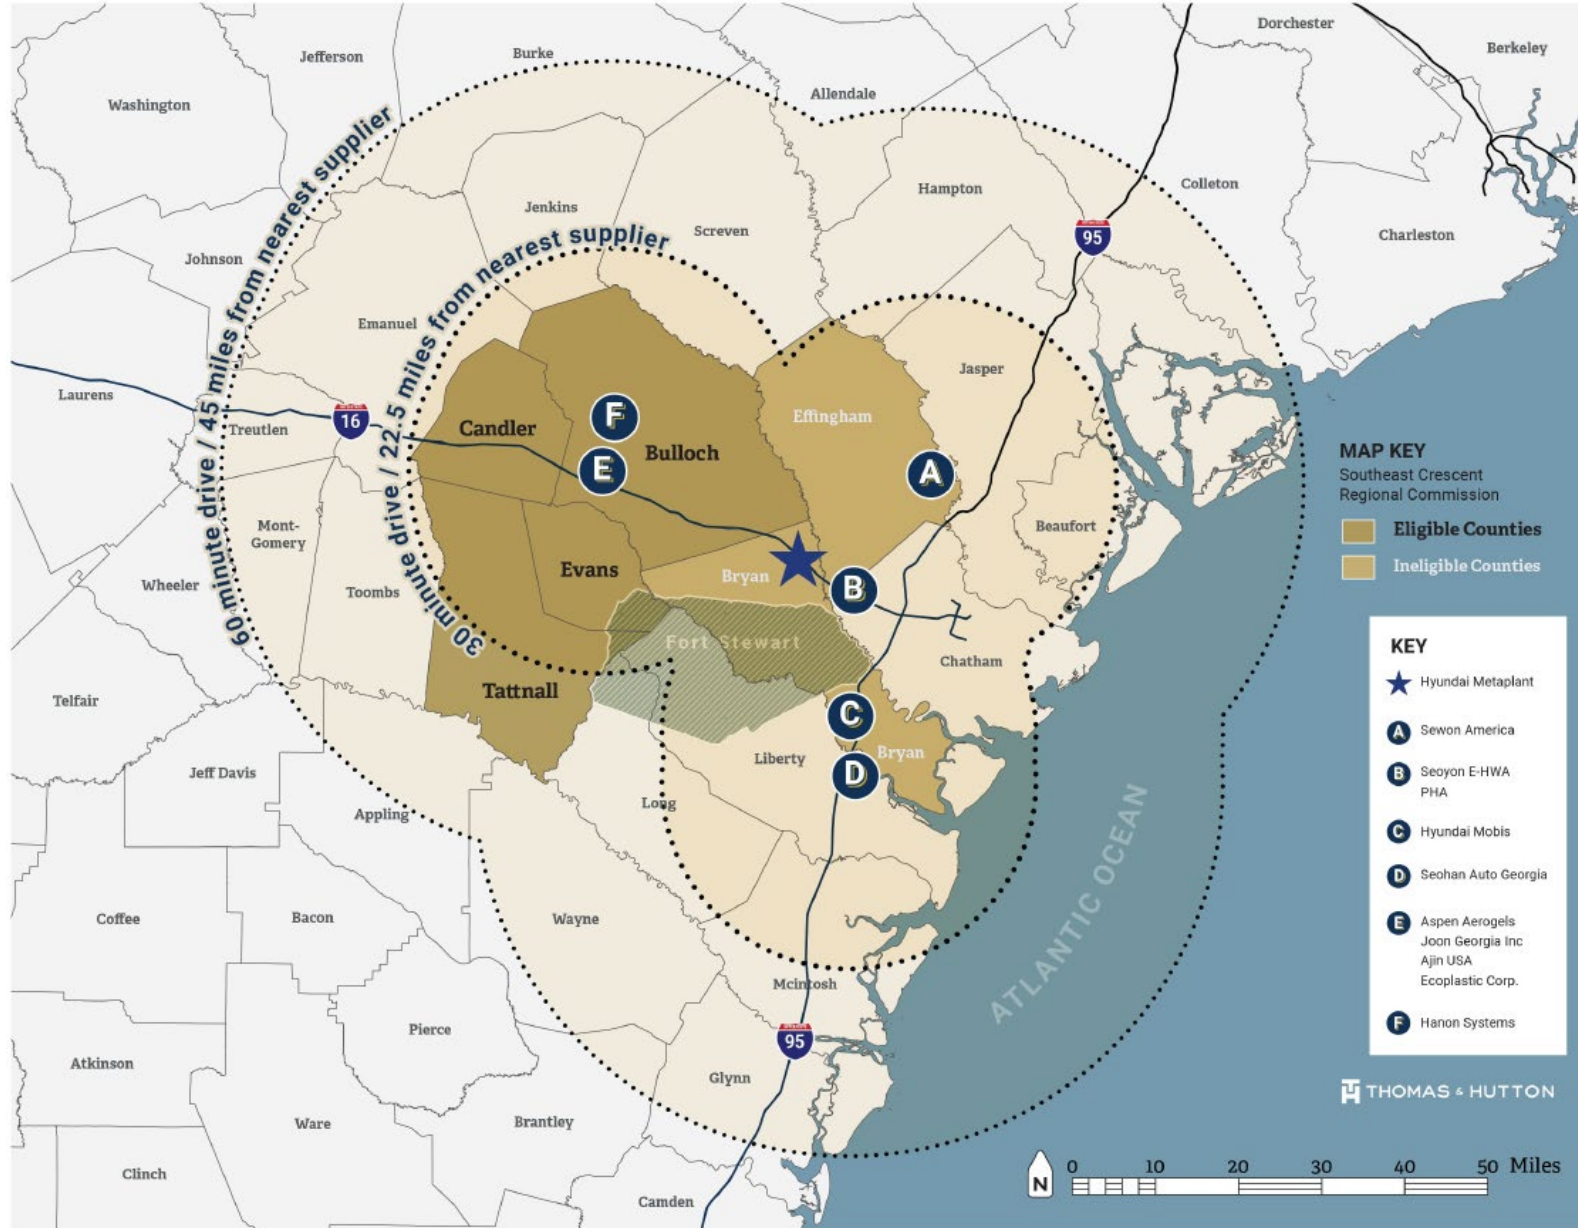 Dorchester
Berkeley
Jefferson
Burke
Washington
Allendale
Hampton
Colleton
Charleston
Jenkins
Screven
Johnson
60 minute drive / 45 miles from nearest supplier
30 minute drive / 22.5 miles from nearest supplier
95
Emanuel
Jasper
Laurens
16
Treutlen
Candler
Effingham
F
Bulloch
E
A
Beaufort
Mont-
Gomery
Evans
Bryan
B
Wheeler
Toombs
Fort Stewart
Chatham
Telfair
Tattnall
C
Bryan
Liberty
D
Jeff Davis
Long
Appling
ATLANTIC OCEAN
Coffee
Bacon
Wayne
McIntosh
Pierce
95
Atkinson
Glynn
Ware
Brantley
Clinch
Camden
MAP KEY
Southeast Crescent
Regional Commission
Eligible Counties
Ineligible Counties
KEY
Hyundai Metaplant
A Sewon America
B Seoyon E-HWA
PHA
C Hyundai Mobis
D Seohan Auto Georgia
E Aspen Aerogels
Joon Georgia Inc
Ajin USA
Ecoplastic Corp.
F Hanon Systems
TH THOMAS & HUTTON
N
0 10 20 30 40 50 Miles